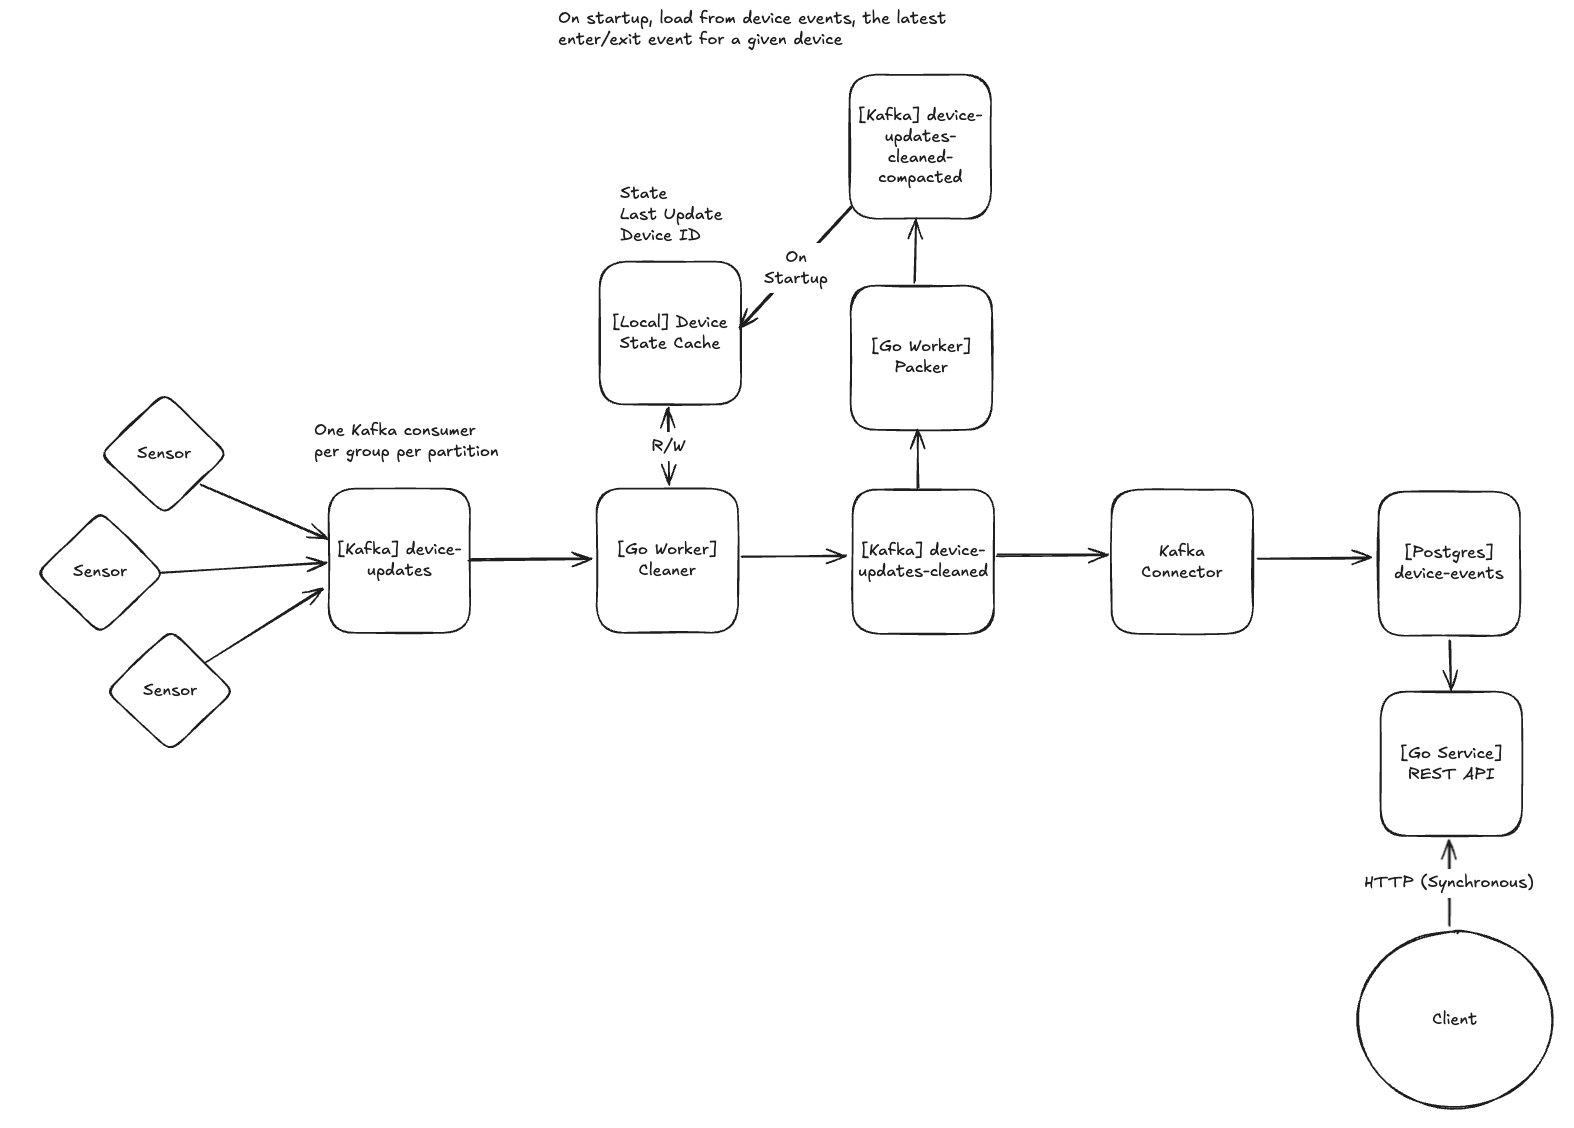 On startup, load from device events, the latest
enter/exit event for a given device
[Kafka] device-
updates-
cleaned-
compacted
State
Last Update
Device ID
On
Startup
[Local] Device
State Cache
[Go Worker]
Packer
One Kafka consumer
per group per partition
R/W
Sensor
Sensor
Sensor
[Kafka] device-
updates
[Go Worker]
Cleaner
[Kafka] device-
updates-cleaned
Kafka
Connector
[Postgres]
device-events
[Go Service]
REST API
HTTP (Synchronous)
Client